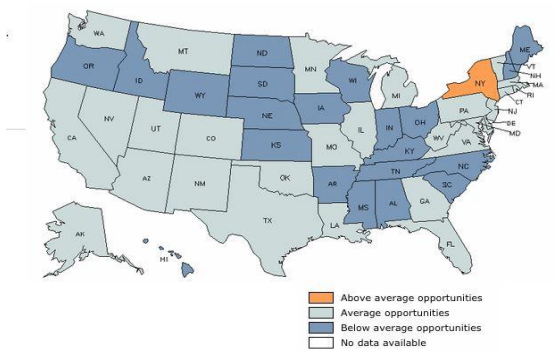 WA
MT
ND
MN
ME
OR
ID
SD
WI
VT
NH
WY
MI
NY
MA
RI
CT
IA
NE
PA
NJ
NV
UT
IL
IN
OH
DE
MD
CA
CO
KS
MO
WV
VA
KY
NC
TN
AZ
NM
OK
AR
SC
MS
AL
GA
TX
LA
AK
FL
HI
Above average opportunities
Average opportunities
Below average opportunities
No data available